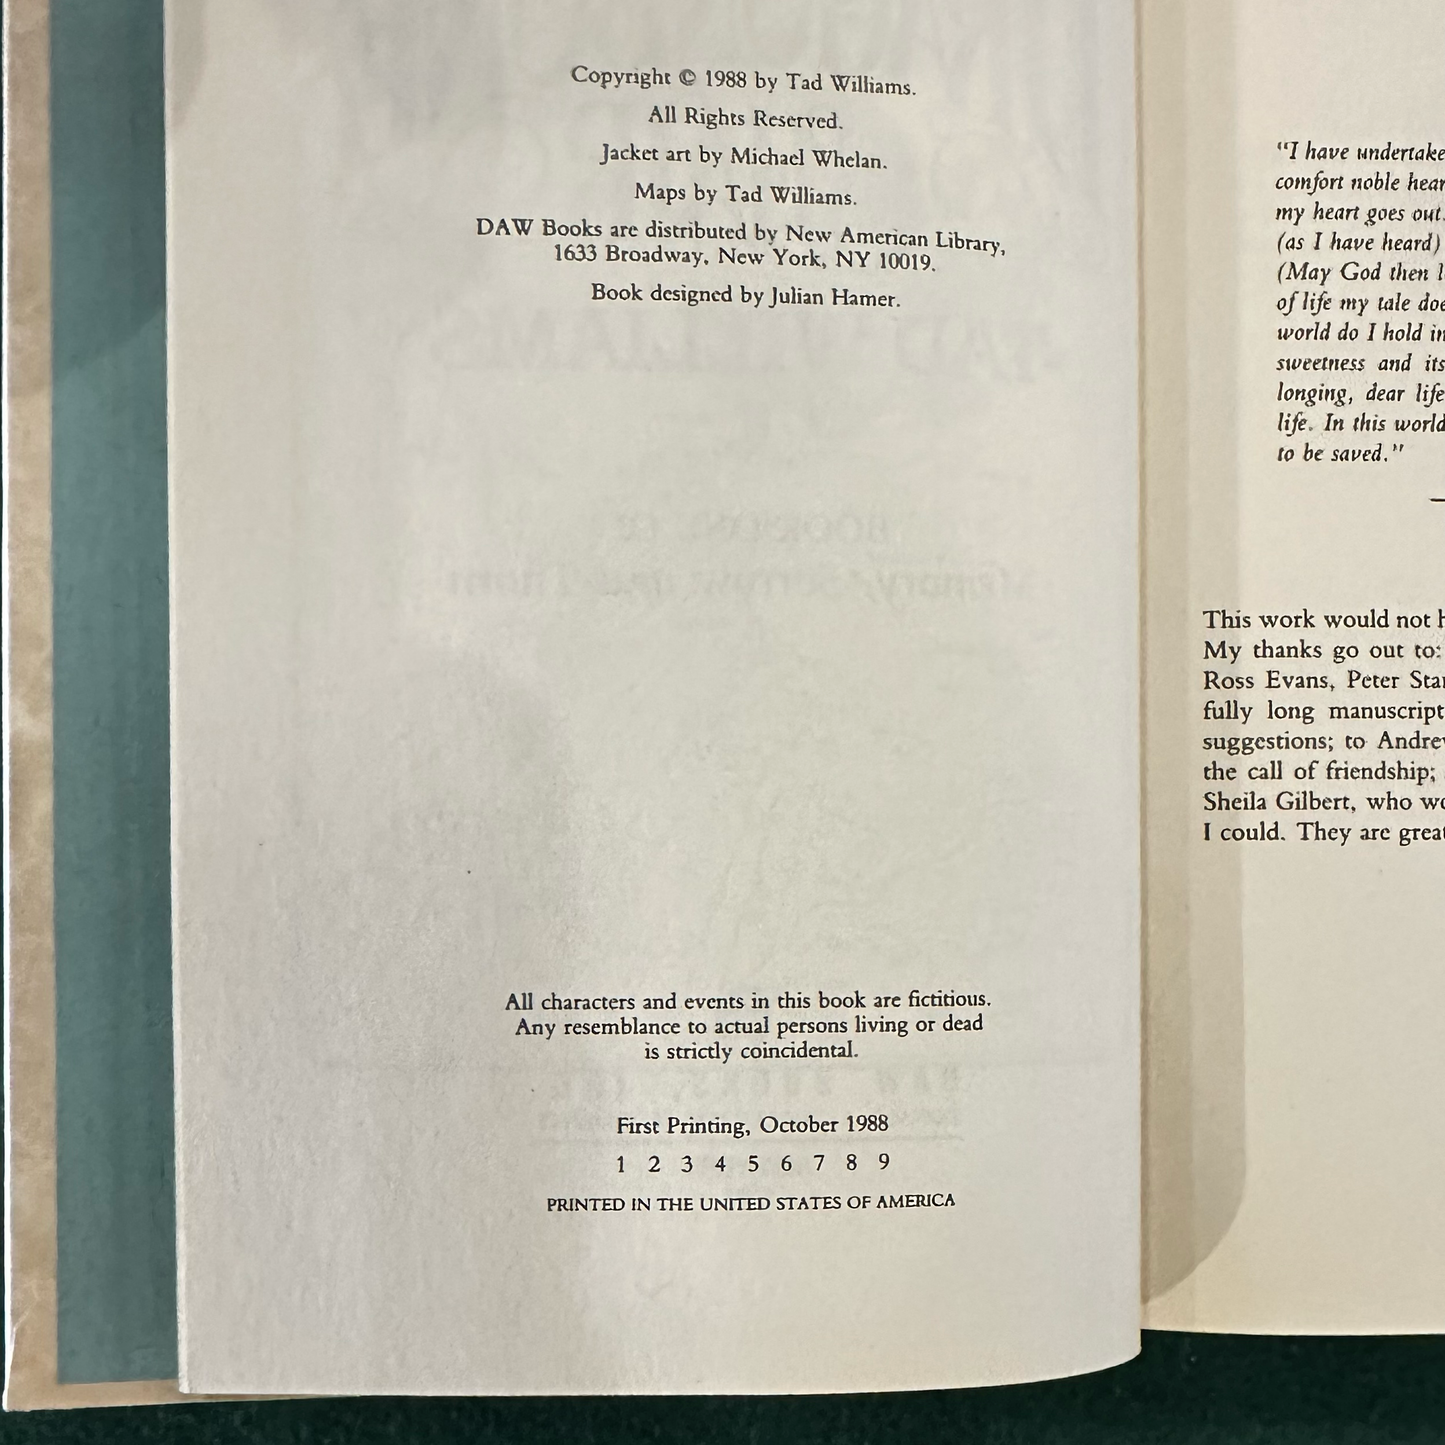 Copyright © 1988 by Tad Williams.
All Rights Reserved.
Jacket art by Michael Whelan.
Maps by Tad Williams.
DAW Books are distributed by New American Library,
1633 Broadway, New York, NY 10019.
Book designed by Julian Hamer.
All characters and events in this book are fictitious.
Any resemblance to actual persons living or dead
is strictly coincidental.
First Printing, October 1988
1 2 3 4 5 6 7 8 9
PRINTED IN THE UNITED STATES OF AMERICA
"I have undertake
comfort noble hear
my heart goes out.
(as I have heard)
(May God then l
of life my tale doe
world do I hold in
sweetness and its
longing, dear life
life. In this world
to be saved."
—
This work would not h
My thanks go out to:
Ross Evans, Peter Sta
fully long manuscript
suggestions; to Andrew
the call of friendship;
Sheila Gilbert, who wo
I could. They are great